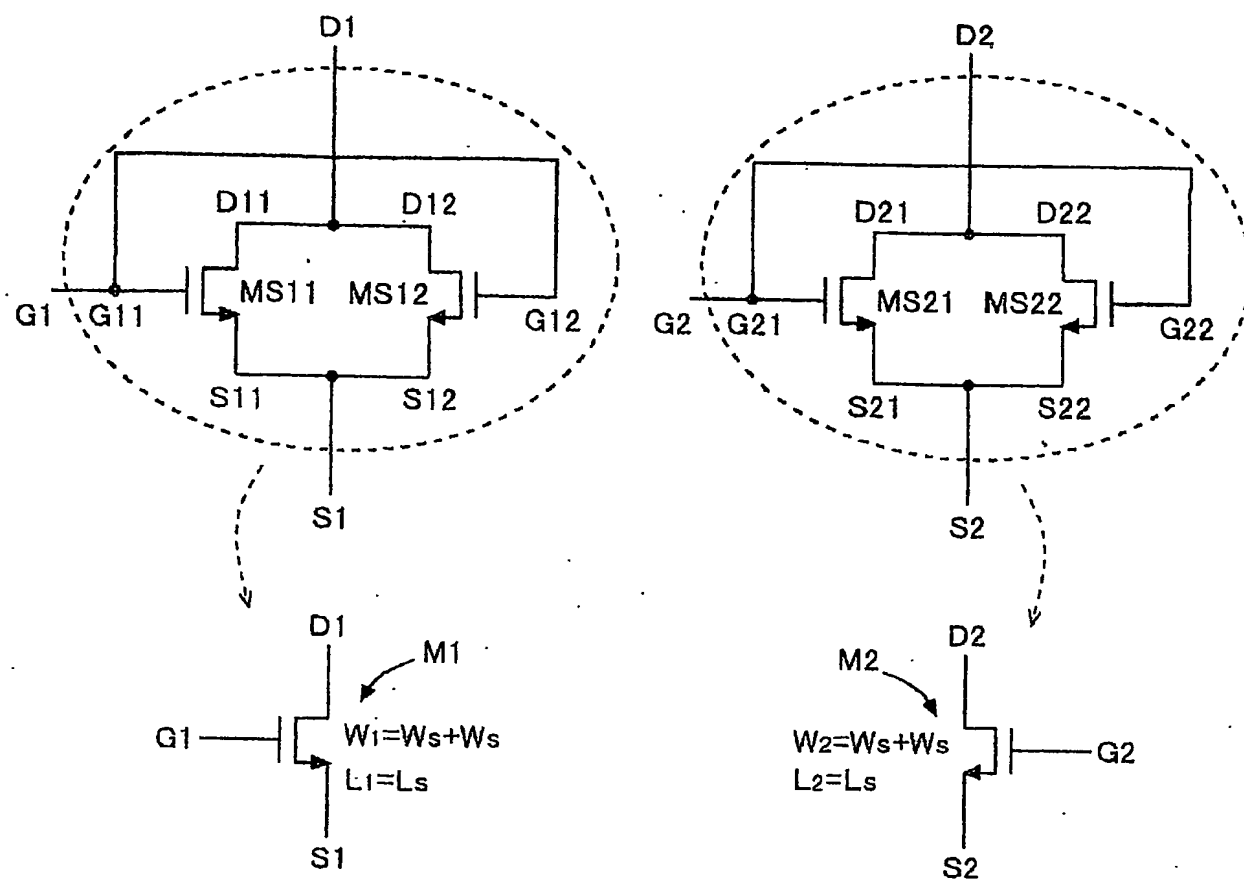 D1
D2
D11
D12
D21
D22
MS11
MS12
MS21
MS22
G1
G11
G12
G2
G21
G22
S11
S12
S21
S22
S1
S2
D1
D2
M1
M2
G1
W1=Ws+Ws
W2=Ws+Ws
G2
L1=Ls
L2=Ls
S1
S2